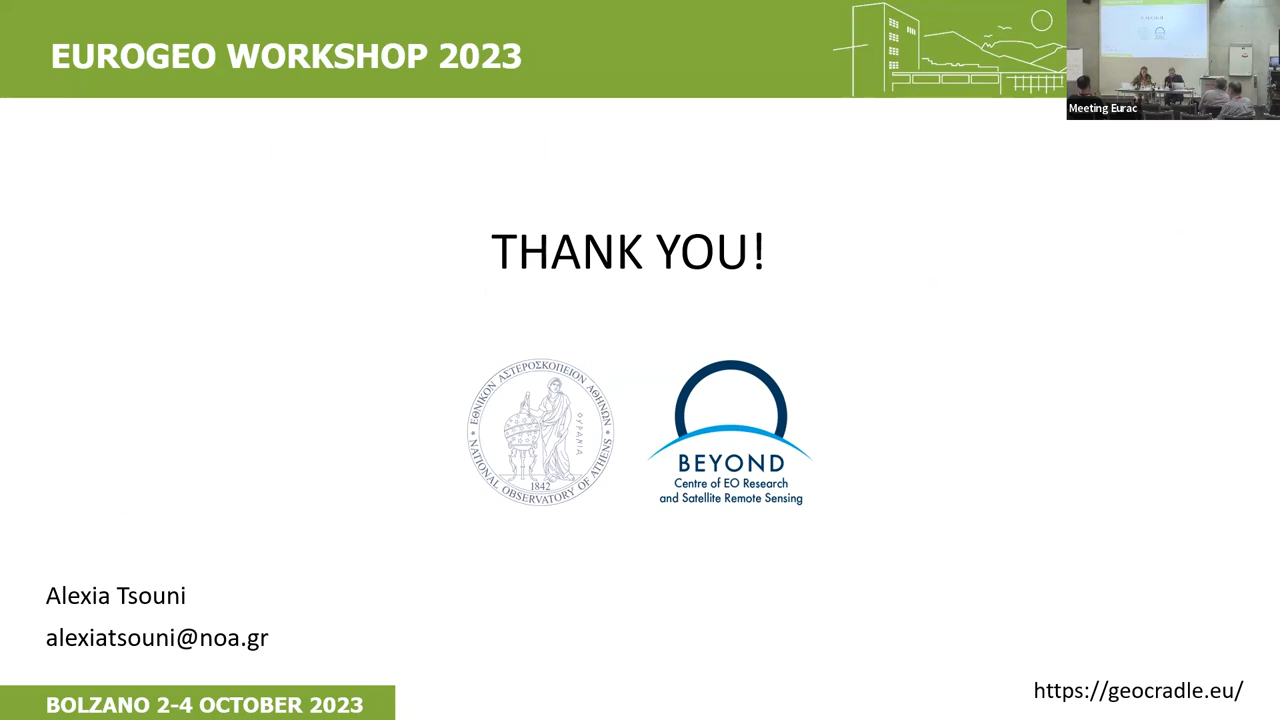 EUROGEO WORKSHOP 2023
Meeting Eurac
THANK YOU!
ΕΘΝΙΚΟΝ ΑΣΤΕΡΟΣΚΟΠΕΙΟΝ ΑΘΗΝΩΝ
ΟΥΡΑΝΙΑ
1842
NATIONAL OBSERVATORY OF ATHENS
BEYOND
Centre of EO Research
and Satellite Remote Sensing
Alexia Tsouni
alexiatsouni@noa.gr
https://geocradle.eu/
BOLZANO 2-4 OCTOBER 2023